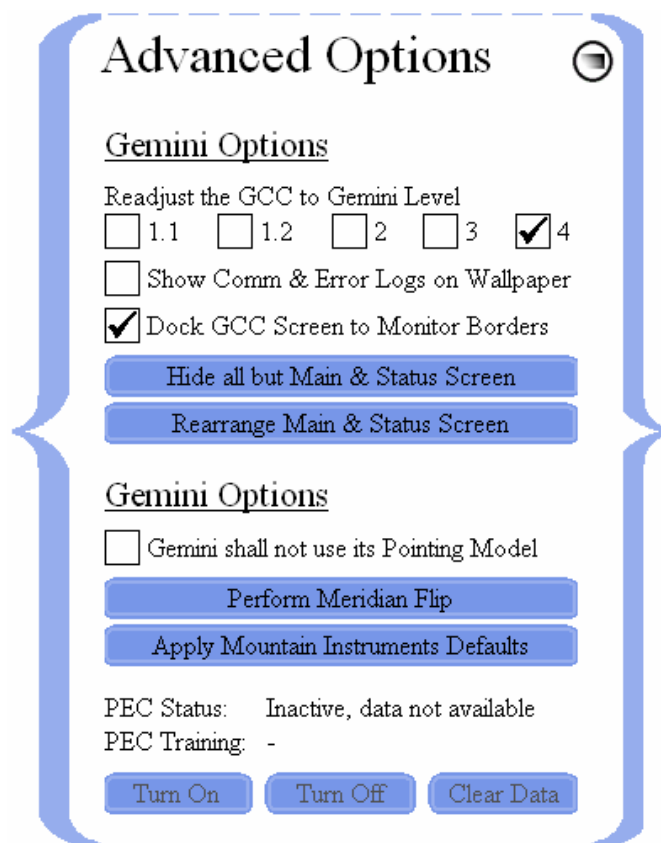 Advanced Options
Gemini Options
Readjust the GCC to Gemini Level
1.1 1.2 2 3 4
Show Comm & Error Logs on Wallpaper
Dock GCC Screen to Monitor Borders
Hide all but Main & Status Screen
Rearrange Main & Status Screen
Gemini Options
Gemini shall not use its Pointing Model
Perform Meridian Flip
Apply Mountain Instruments Defaults
PEC Status: Inactive, data not available
PEC Training: -
Turn On Turn Off Clear Data